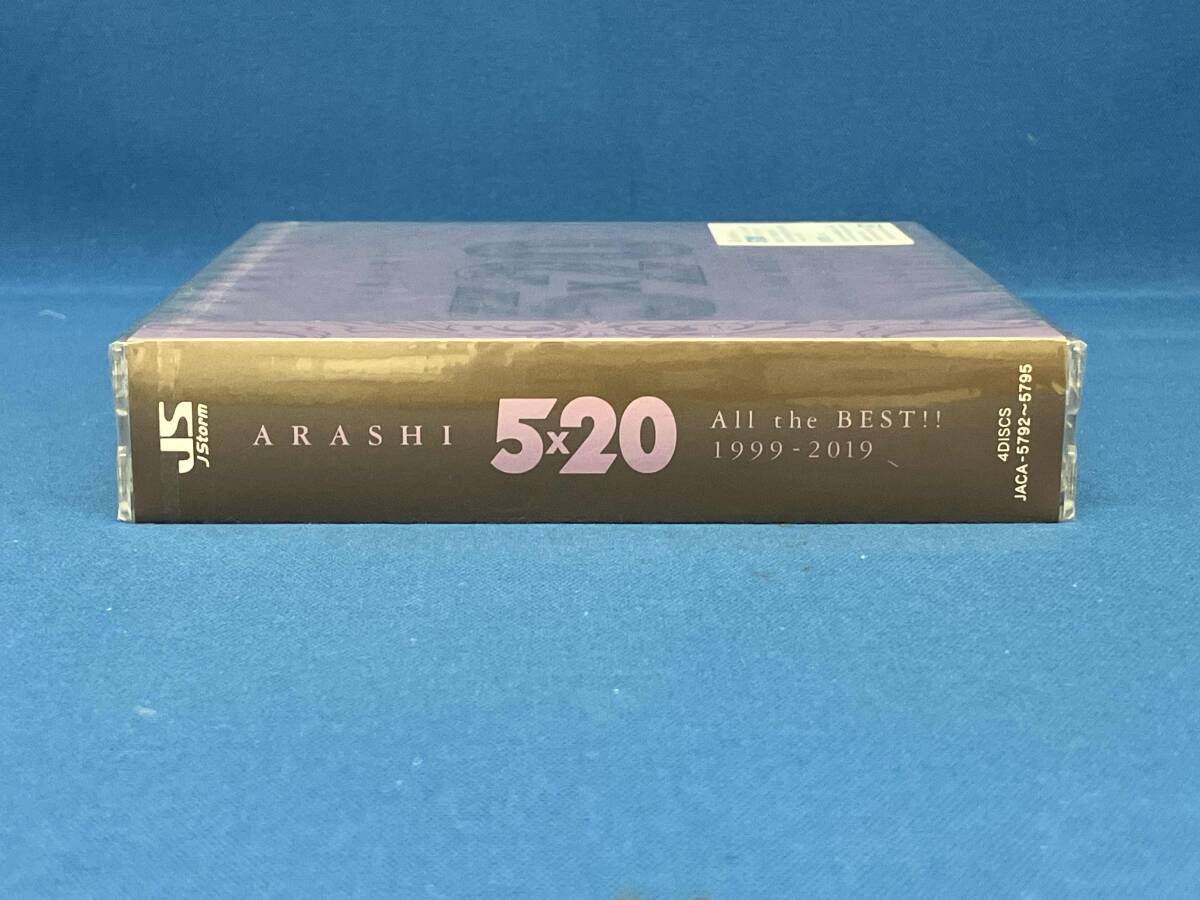 JS
J Storm
ARASHI
5x20
All the BEST!!
1999-2019
4DISCS
JACA-5792～5795